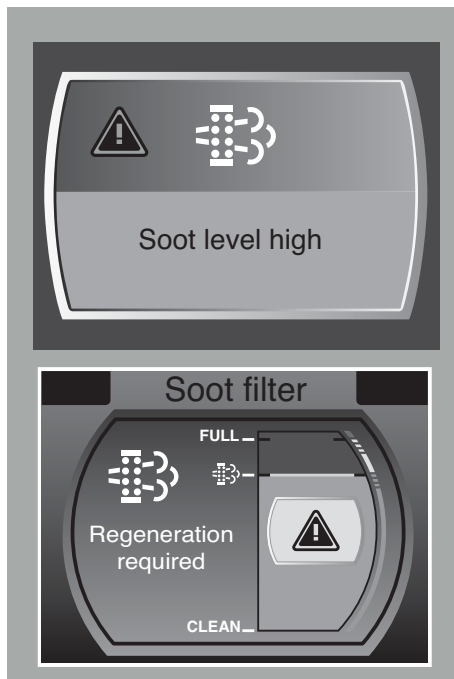 Soot level high
Soot filter
FULL
Regeneration
required
CLEAN